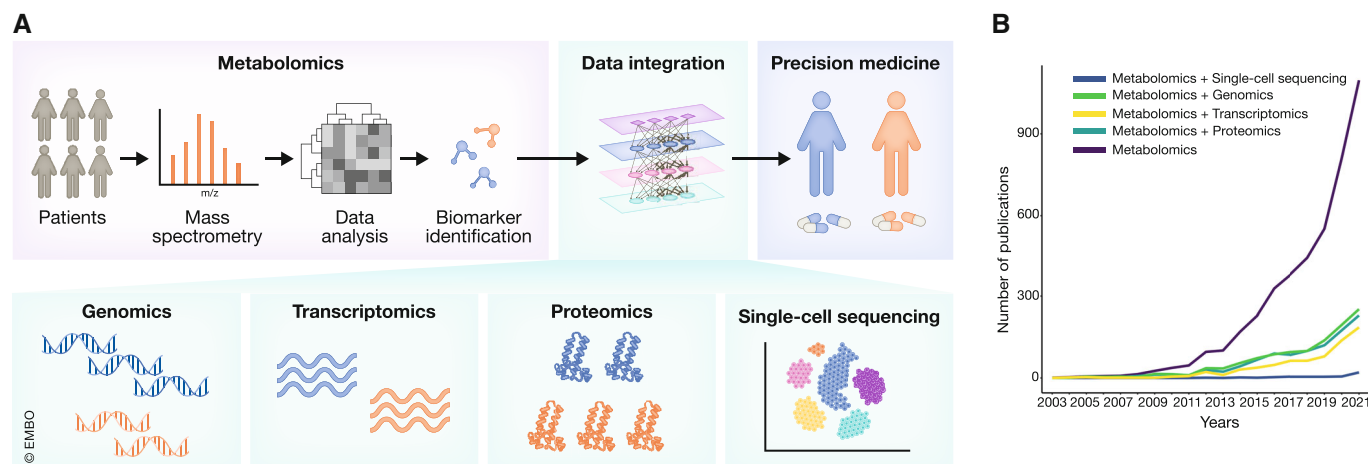 A
Metabolomics
Data integration
Precision medicine
m/z
Patients
Mass
spectrometry
Data
analysis
Biomarker
identification
Genomics
Transcriptomics
Proteomics
Single-cell sequencing
© EMBO
B
Metabolomics + Single-cell sequencing
Metabolomics + Genomics
Metabolomics + Transcriptomics
Metabolomics + Proteomics
Metabolomics
Number of publications
900
600
300
0
2003 2005 2007 2009 2011 2013 2015 2017 2019 2021
Years